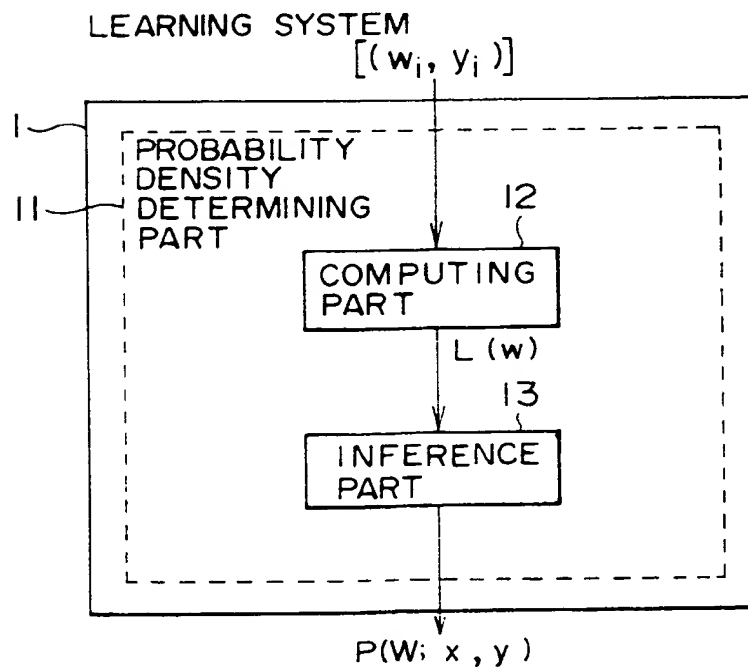 LEARNING SYSTEM
[(wi, yi)]
1
PROBABILITY
DENSITY
11
DETERMINING
PART
12
COMPUTING
PART
L(w)
13
INFERENCE
PART
P(W; x, y)